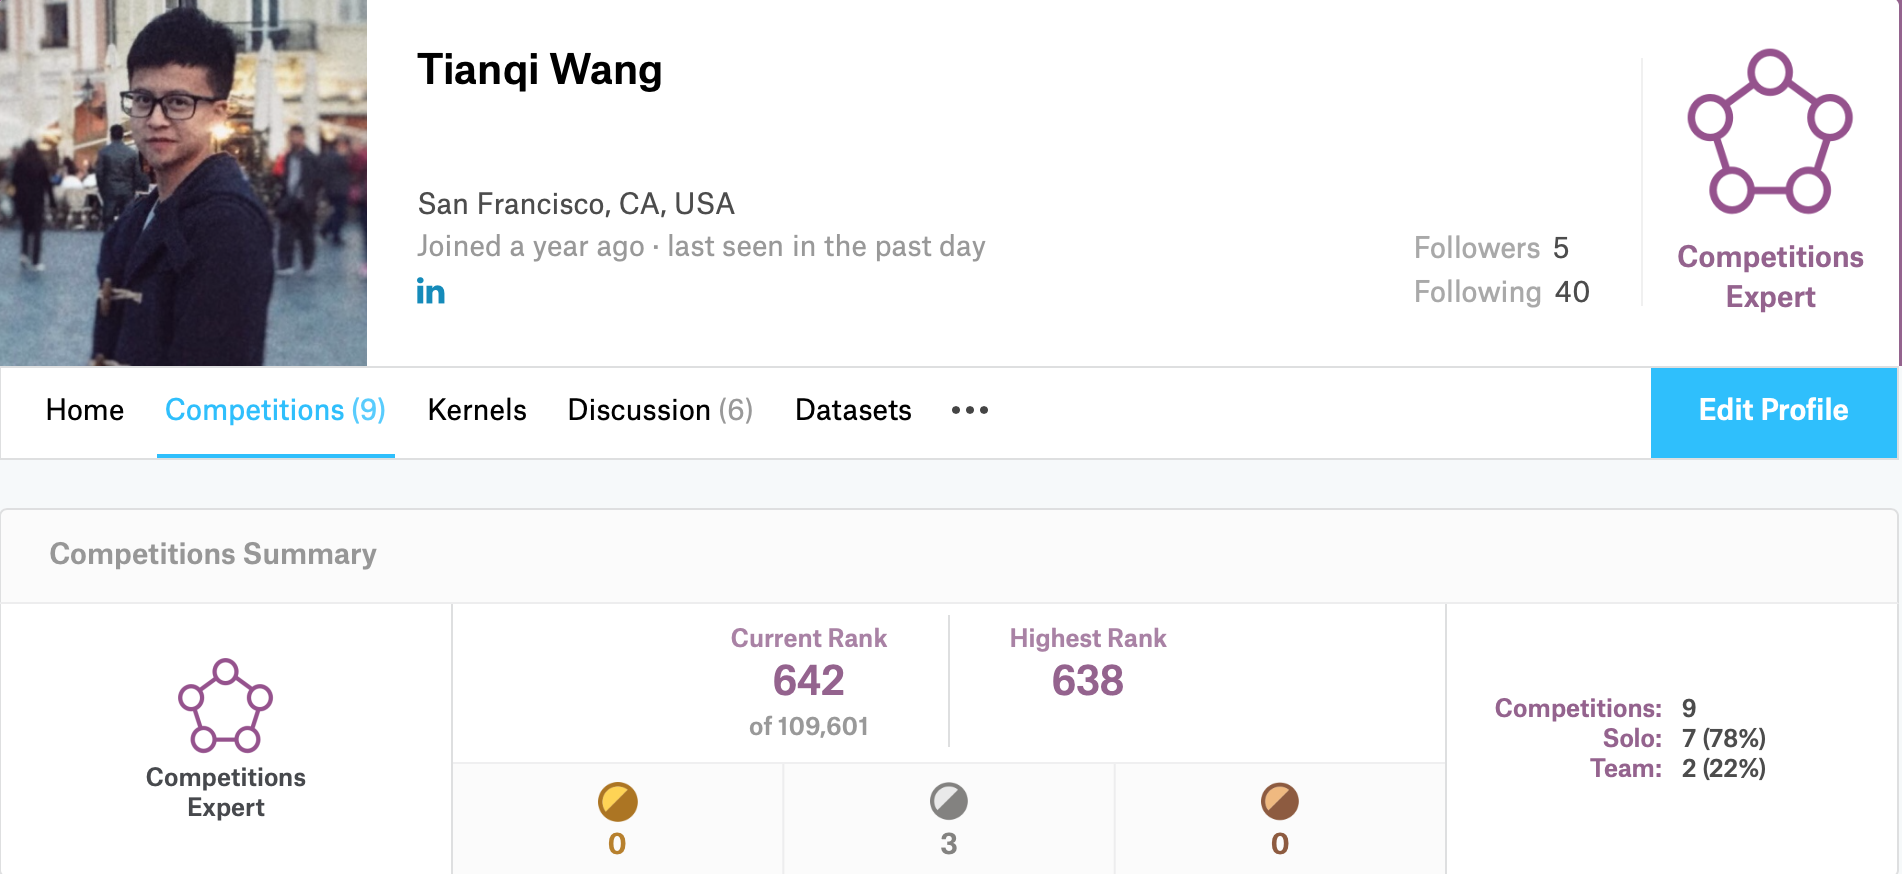 Tianqi Wang
San Francisco, CA, USA
Joined a year ago · last seen in the past day
in
Followers 5
Following 40
Competitions
Expert
Home Competitions (9) Kernels Discussion (6) Datasets •••
Edit Profile
Competitions Summary
Competitions
Expert
Current Rank
642
of 109,601
Highest Rank
638
0
3
0
Competitions: 9
Solo: 7 (78%)
Team: 2 (22%)